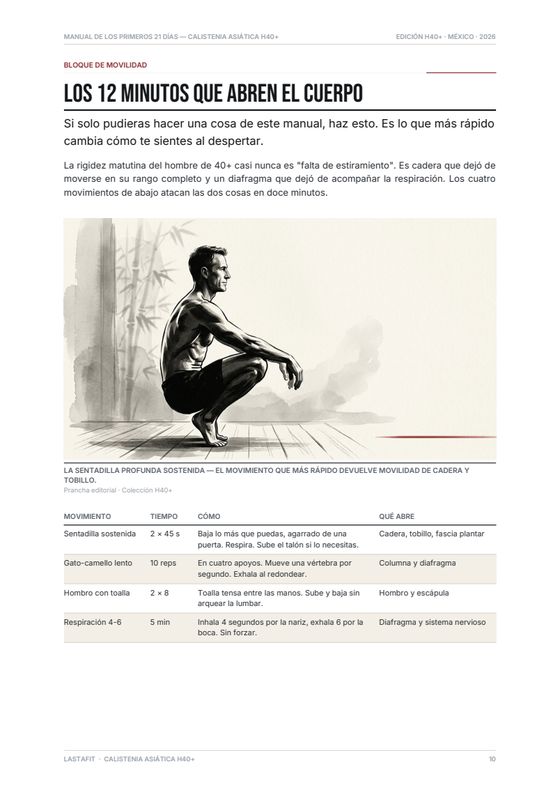 MANUAL DE LOS PRIMEROS 21 DÍAS — CALISTENIA ASIÁTICA H40+
EDICIÓN H40+ · MÉXICO · 2026
BLOQUE DE MOVILIDAD
LOS 12 MINUTOS QUE ABREN EL CUERPO
Si solo pudieras hacer una cosa de este manual, haz esto. Es lo que más rápido
cambia cómo te sientes al despertar.
La rigidez matutina del hombre de 40+ casi nunca es "falta de estiramiento". Es cadera que dejó de
moverse en su rango completo y un diafragma que dejó de acompañar la respiración. Los cuatro
movimientos de abajo atacan las dos cosas en doce minutos.
LA SENTADILLA PROFUNDA SOSTENIDA — EL MOVIMIENTO QUE MÁS RÁPIDO DEVUELVE MOVILIDAD DE CADERA Y
TOBILLO.
Prancha editorial · Colección H40+
MOVIMIENTO TIEMPO CÓMO QUÉ ABRE
Sentadilla sostenida 2 × 45 s Baja lo más que puedas, agarrado de una Cadera, tobillo, fascia plantar
puerta. Respira. Sube el talón si lo necesitas.
Gato-camello lento 10 reps En cuatro apoyos. Mueve una vértebra por Columna y diafragma
segundo. Exhala al redondear.
Hombro con toalla 2 × 8 Toalla tensa entre las manos. Sube y baja sin Hombro y escápula
arquear la lumbar.
Respiración 4-6 5 min Inhala 4 segundos por la nariz, exhala 6 por la Diafragma y sistema nervioso
boca. Sin forzar.
LASTAFIT · CALISTENIA ASIÁTICA H40+
10